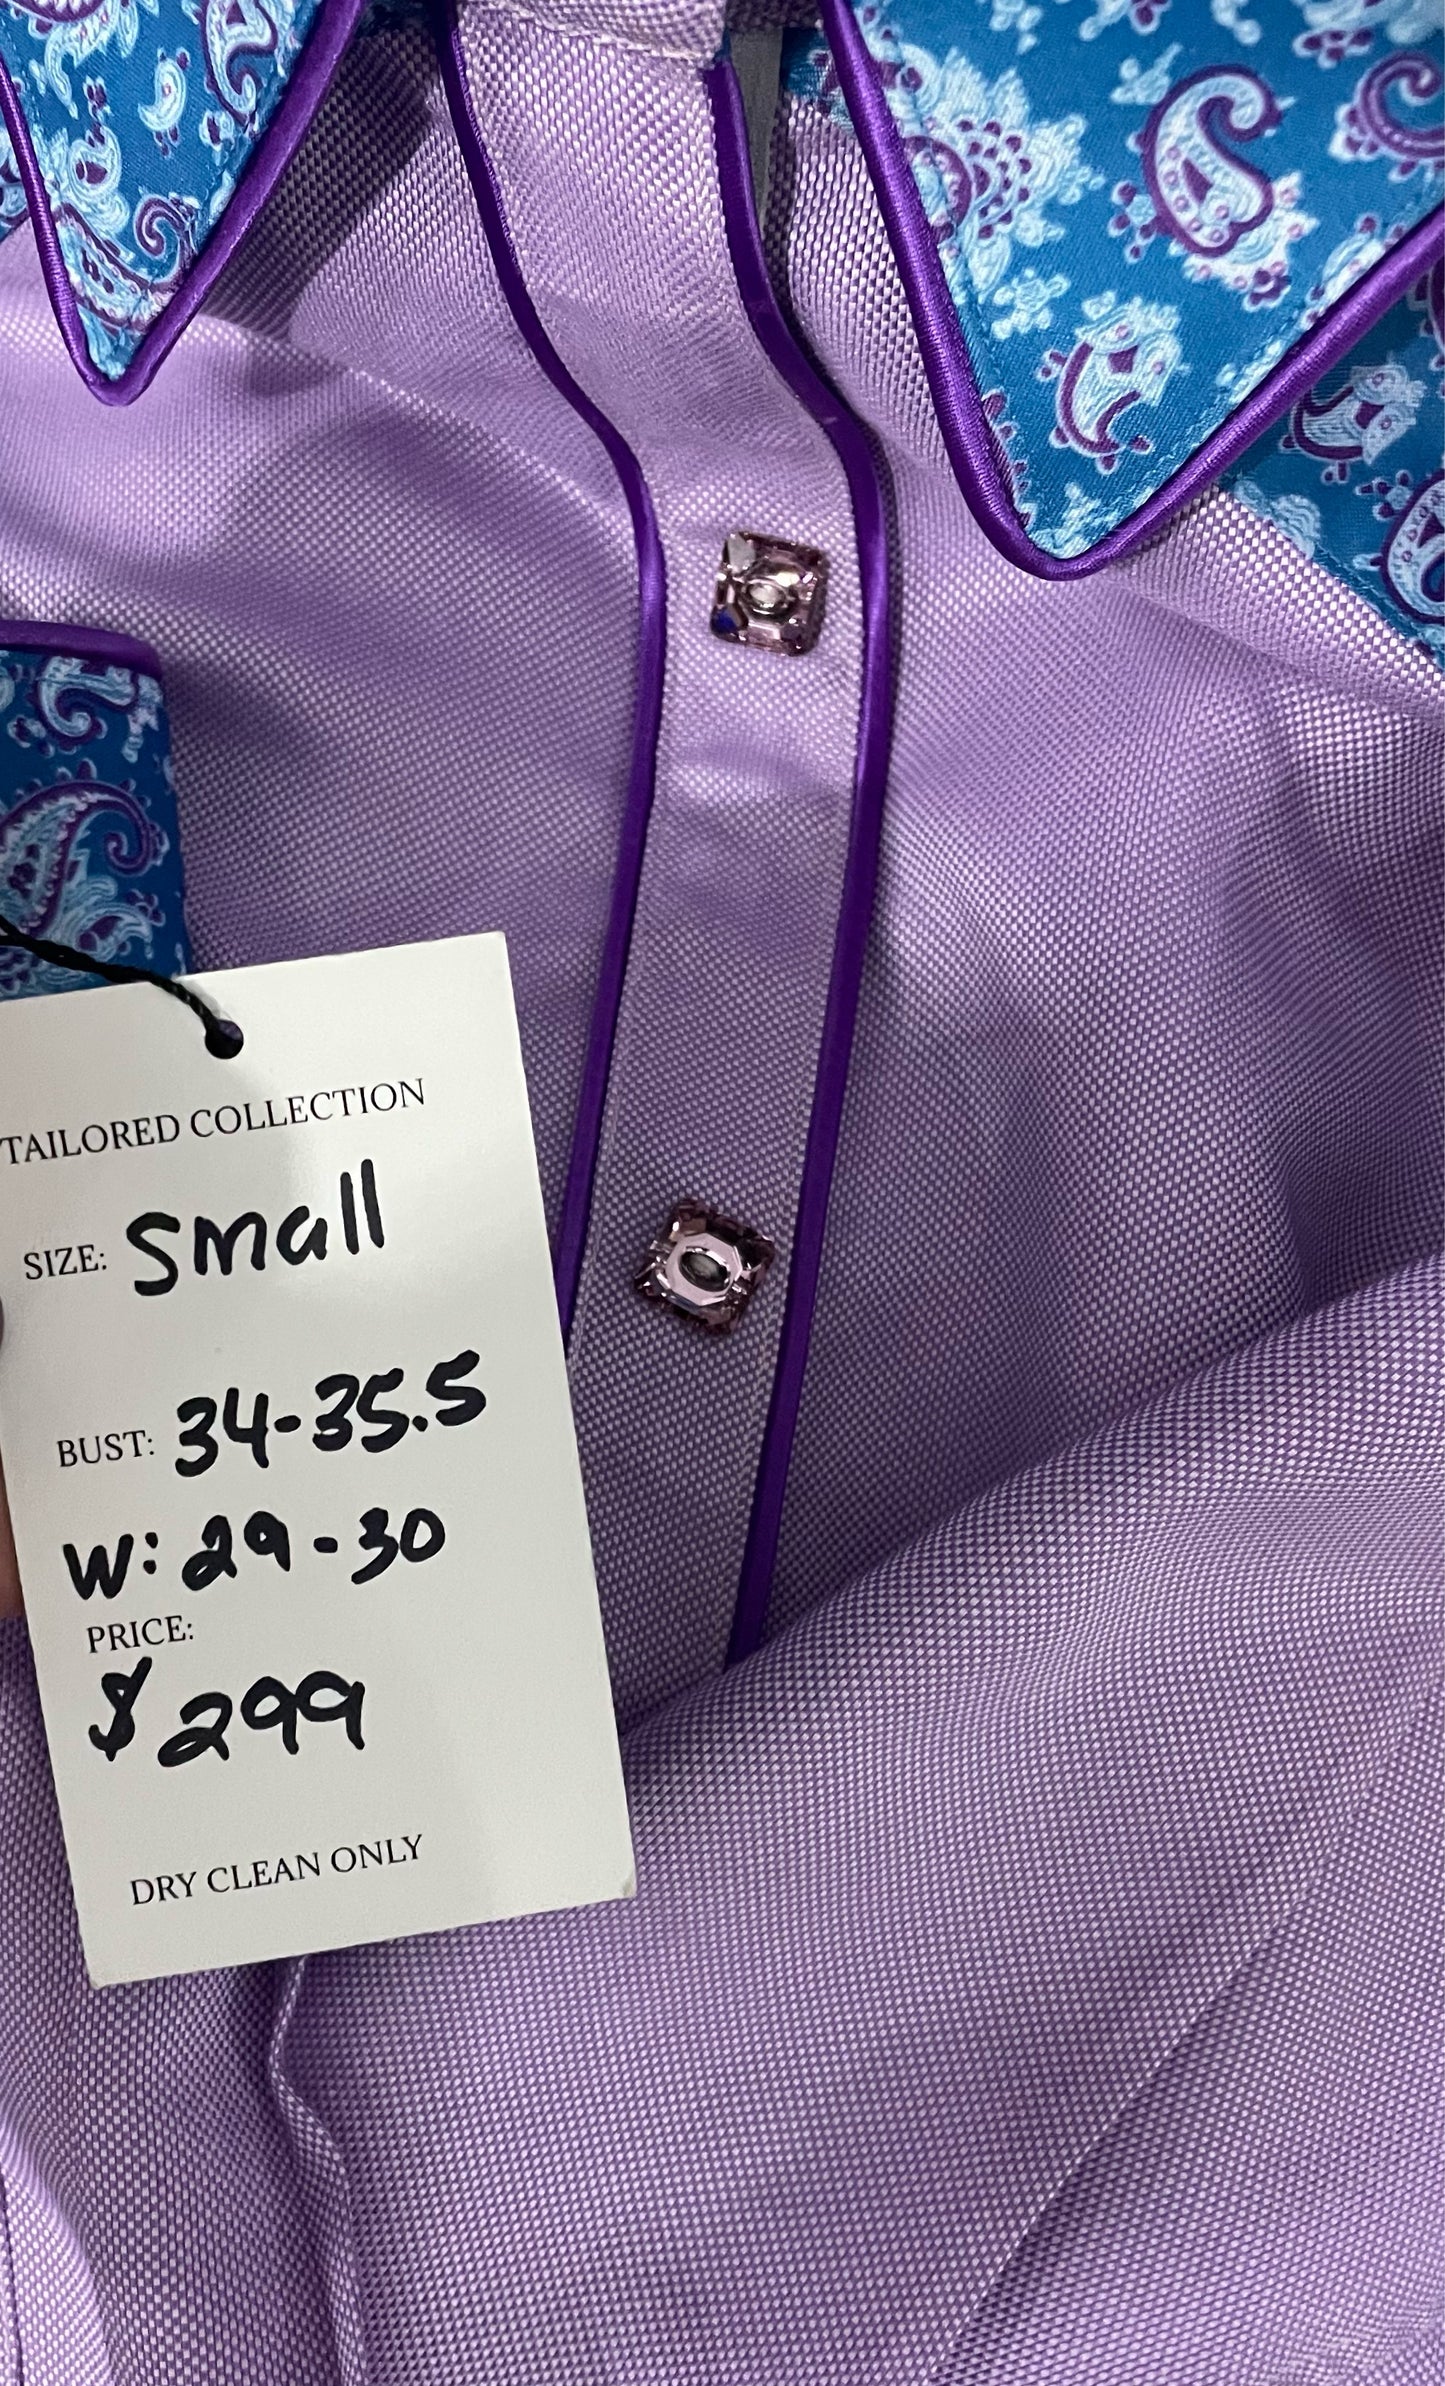 TAILORED COLLECTION
SIZE: Small
BUST: 34-35.5
W: 29-30
PRICE:
$299
DRY CLEAN ONLY